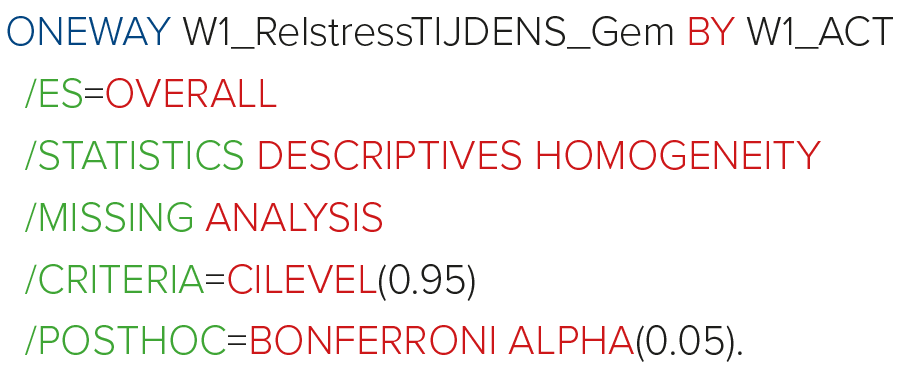 ONEWAY W1_RelstressTIJDENS_Gem BY W1_ACT
/ES=OVERALL
/STATISTICS DESCRIPTIVES HOMOGENEITY
/MISSING ANALYSIS
/CRITERIA=CILEVEL(0.95)
/POSTHOC=BONFERRONI ALPHA(0.05).